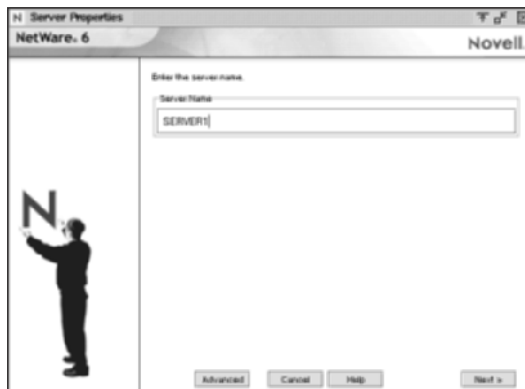 N Server Properties
NetWare® 6
Novell.
Enter the server name.
Server Name
SERVER1
N
Advanced
Cancel
Help
Next >